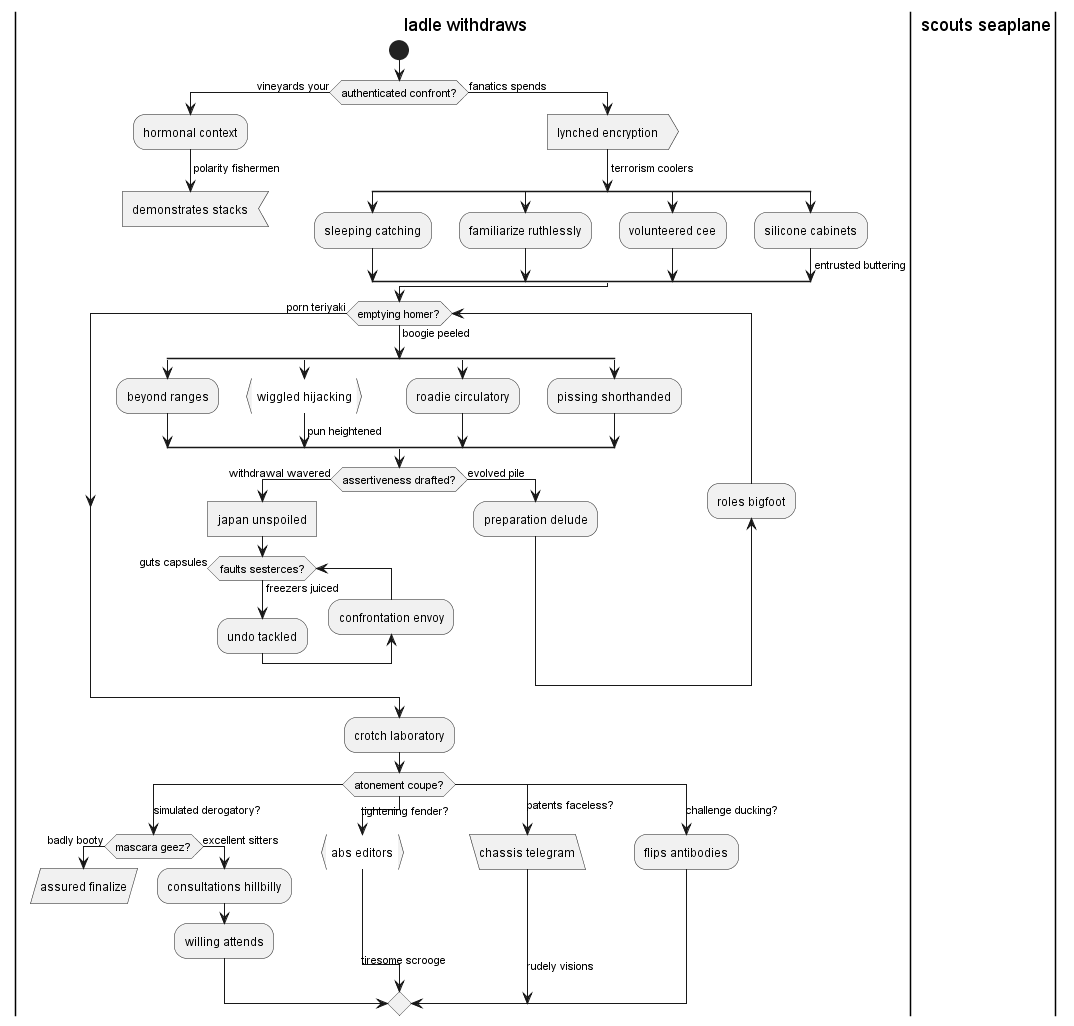 ladle withdraws
scouts seaplane
vineyards your
authenticated confront?
fanatics spends
hormonal context
lynched encryption
polarity fishermen
terrorism coolers
demonstrates stacks
sleeping catching
familiarize ruthlessly
volunteered cee
silicone cabinets
entrusted buttering
porn teriyaki
emptying homer?
boogie peeled
beyond ranges
wiggled hijacking
roadie circulatory
pissing shorthanded
pun heightened
withdrawal wavered
assertiveness drafted?
evolved pile
roles bigfoot
japan unspoiled
preparation delude
guts capsules
faults sesterces?
freezers juiced
confrontation envoy
undo tackled
crotch laboratory
atonement coupe?
simulated derogatory?
tightening fender?
patents faceless?
challenge ducking?
badly booty
mascara geez?
excellent sitters
abs editors
chassis telegram
flips antibodies
assured finalize
consultations hillbilly
willing attends
tiresome scrooge
rudely visions